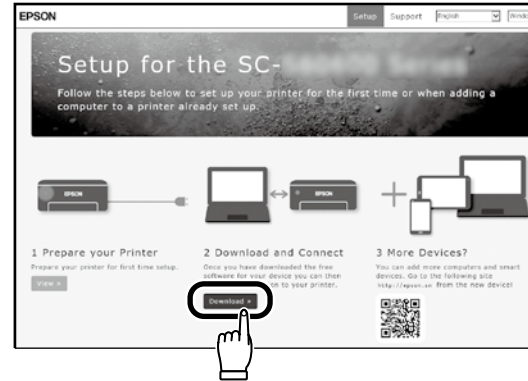 EPSON
Setup Support English
Setup for the SC-
Follow the steps below to set up your printer for the first time or when adding a
computer to a printer already set up.
EPSON
EPSON
1 Prepare your Printer
Prepare your printer for first time setup.
View >
2 Download and Connect
Once you have downloaded the free
software for your device you can then
to your printer.
Download >
3 More Devices?
You can add more computers and smart
devices. Go to the following site
http://epson.sn from the new device!